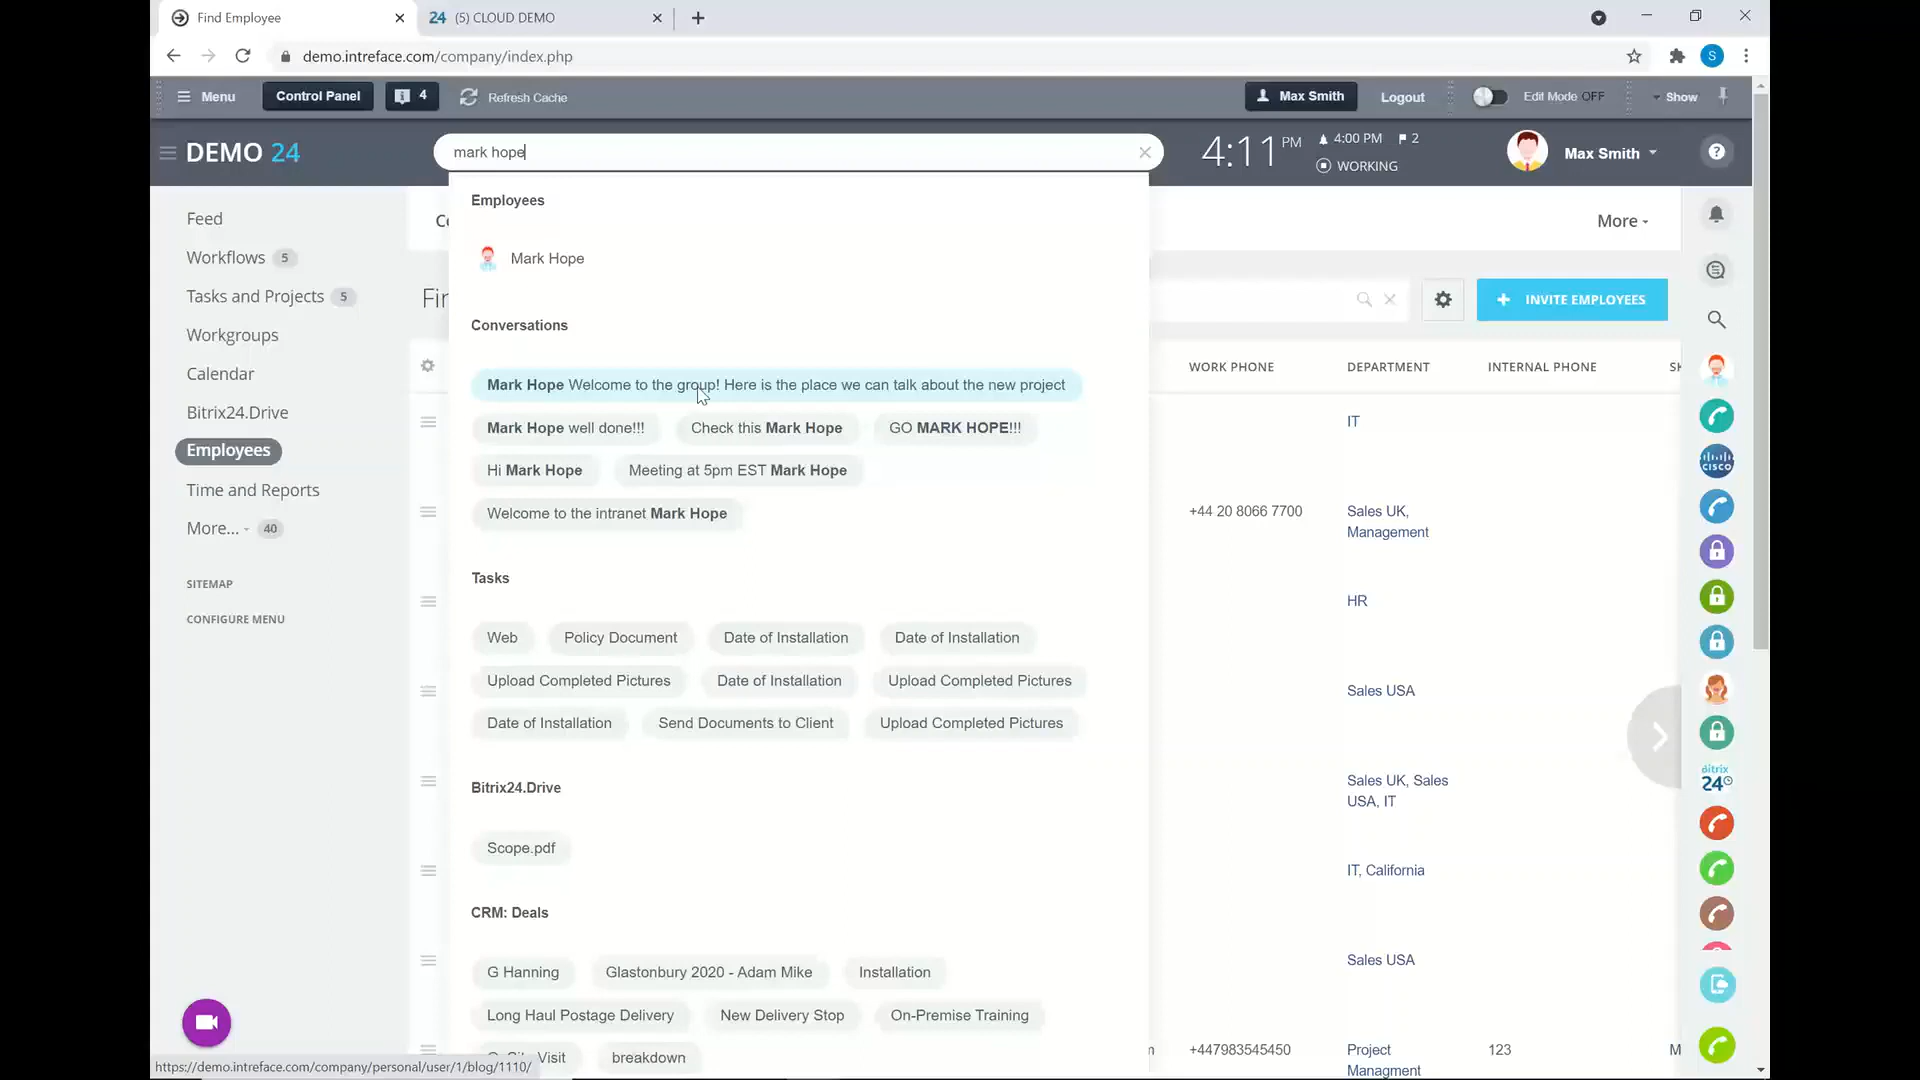 Find Employee
24 (5) CLOUD DEMO
demo.intreface.com/company/index.php
S
Menu
Control Panel
4
Refresh Cache
Max Smith
Logout
Edit Mode OFF
Show
DEMO 24
mark hope
4:11 PM
4:00 PM
2
WORKING
Max Smith
?
Feed
Workflows 5
Tasks and Projects 5
Workgroups
Calendar
Bitrix24.Drive
Employees
Time and Reports
More... 40
SITEMAP
CONFIGURE MENU
More
INVITE EMPLOYEES
Employees
Mark Hope
Conversations
Mark Hope Welcome to the group! Here is the place we can talk about the new project
Mark Hope well done!!!
Check this Mark Hope
GO MARK HOPE!!!
Hi Mark Hope
Meeting at 5pm EST Mark Hope
Welcome to the intranet Mark Hope
Tasks
Web
Policy Document
Date of Installation
Date of Installation
Upload Completed Pictures
Date of Installation
Upload Completed Pictures
Date of Installation
Send Documents to Client
Upload Completed Pictures
Bitrix24.Drive
Scope.pdf
CRM: Deals
G Hanning
Glastonbury 2020 - Adam Mike
Installation
Long Haul Postage Delivery
New Delivery Stop
On-Premise Training
Visit
breakdown
WORK PHONE
DEPARTMENT
INTERNAL PHONE
IT
+44 20 8066 7700
Sales UK,
Management
HR
Sales USA
Sales UK, Sales
USA, IT
IT, California
Sales USA
+447983545450
Project
Managment
123
CISCO
bitrix
24
https://demo.intreface.com/company/personal/user/1/blog/1110/